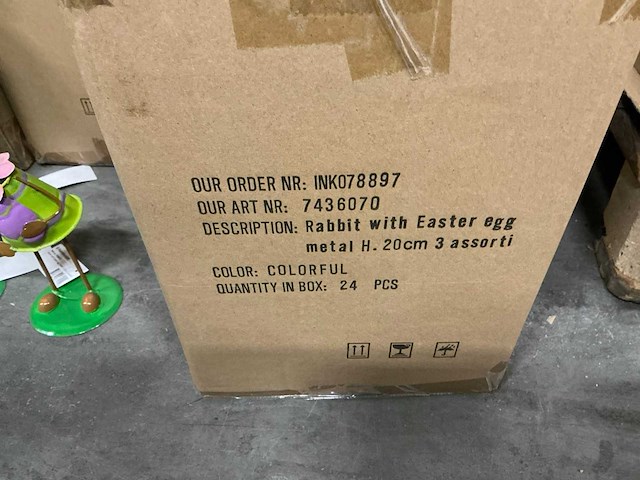 OUR ORDER NR: INK078897
OUR ART NR: 7436070
DESCRIPTION: Rabbit with Easter egg
metal H. 20cm 3 assorti
COLOR: COLORFUL
QUANTITY IN BOX: 24 PCS